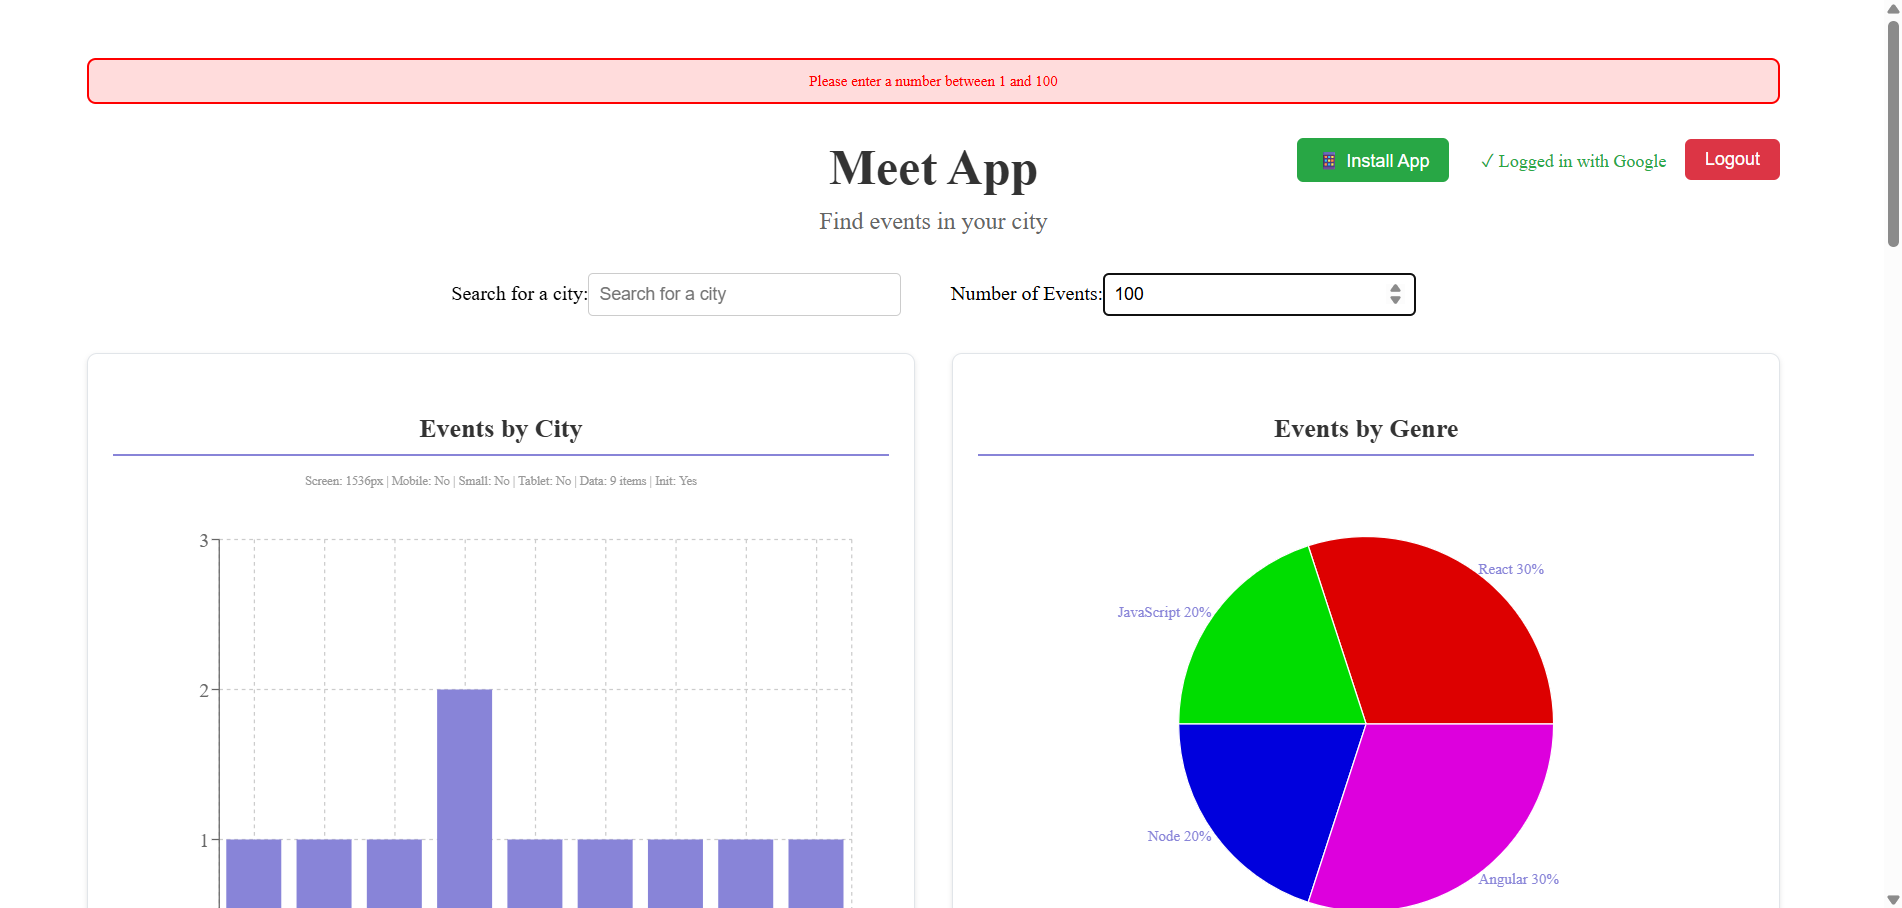 Please enter a number between 1 and 100
Meet App
Install App
✓ Logged in with Google
Logout
Find events in your city
Search for a city:
Search for a city
Number of Events:
100
Events by City
Screen: 1536px | Mobile: No | Small: No | Tablet: No | Data: 9 items | Init: Yes
3
2
1
Events by Genre
React 30%
JavaScript 20%
Node 20%
Angular 30%